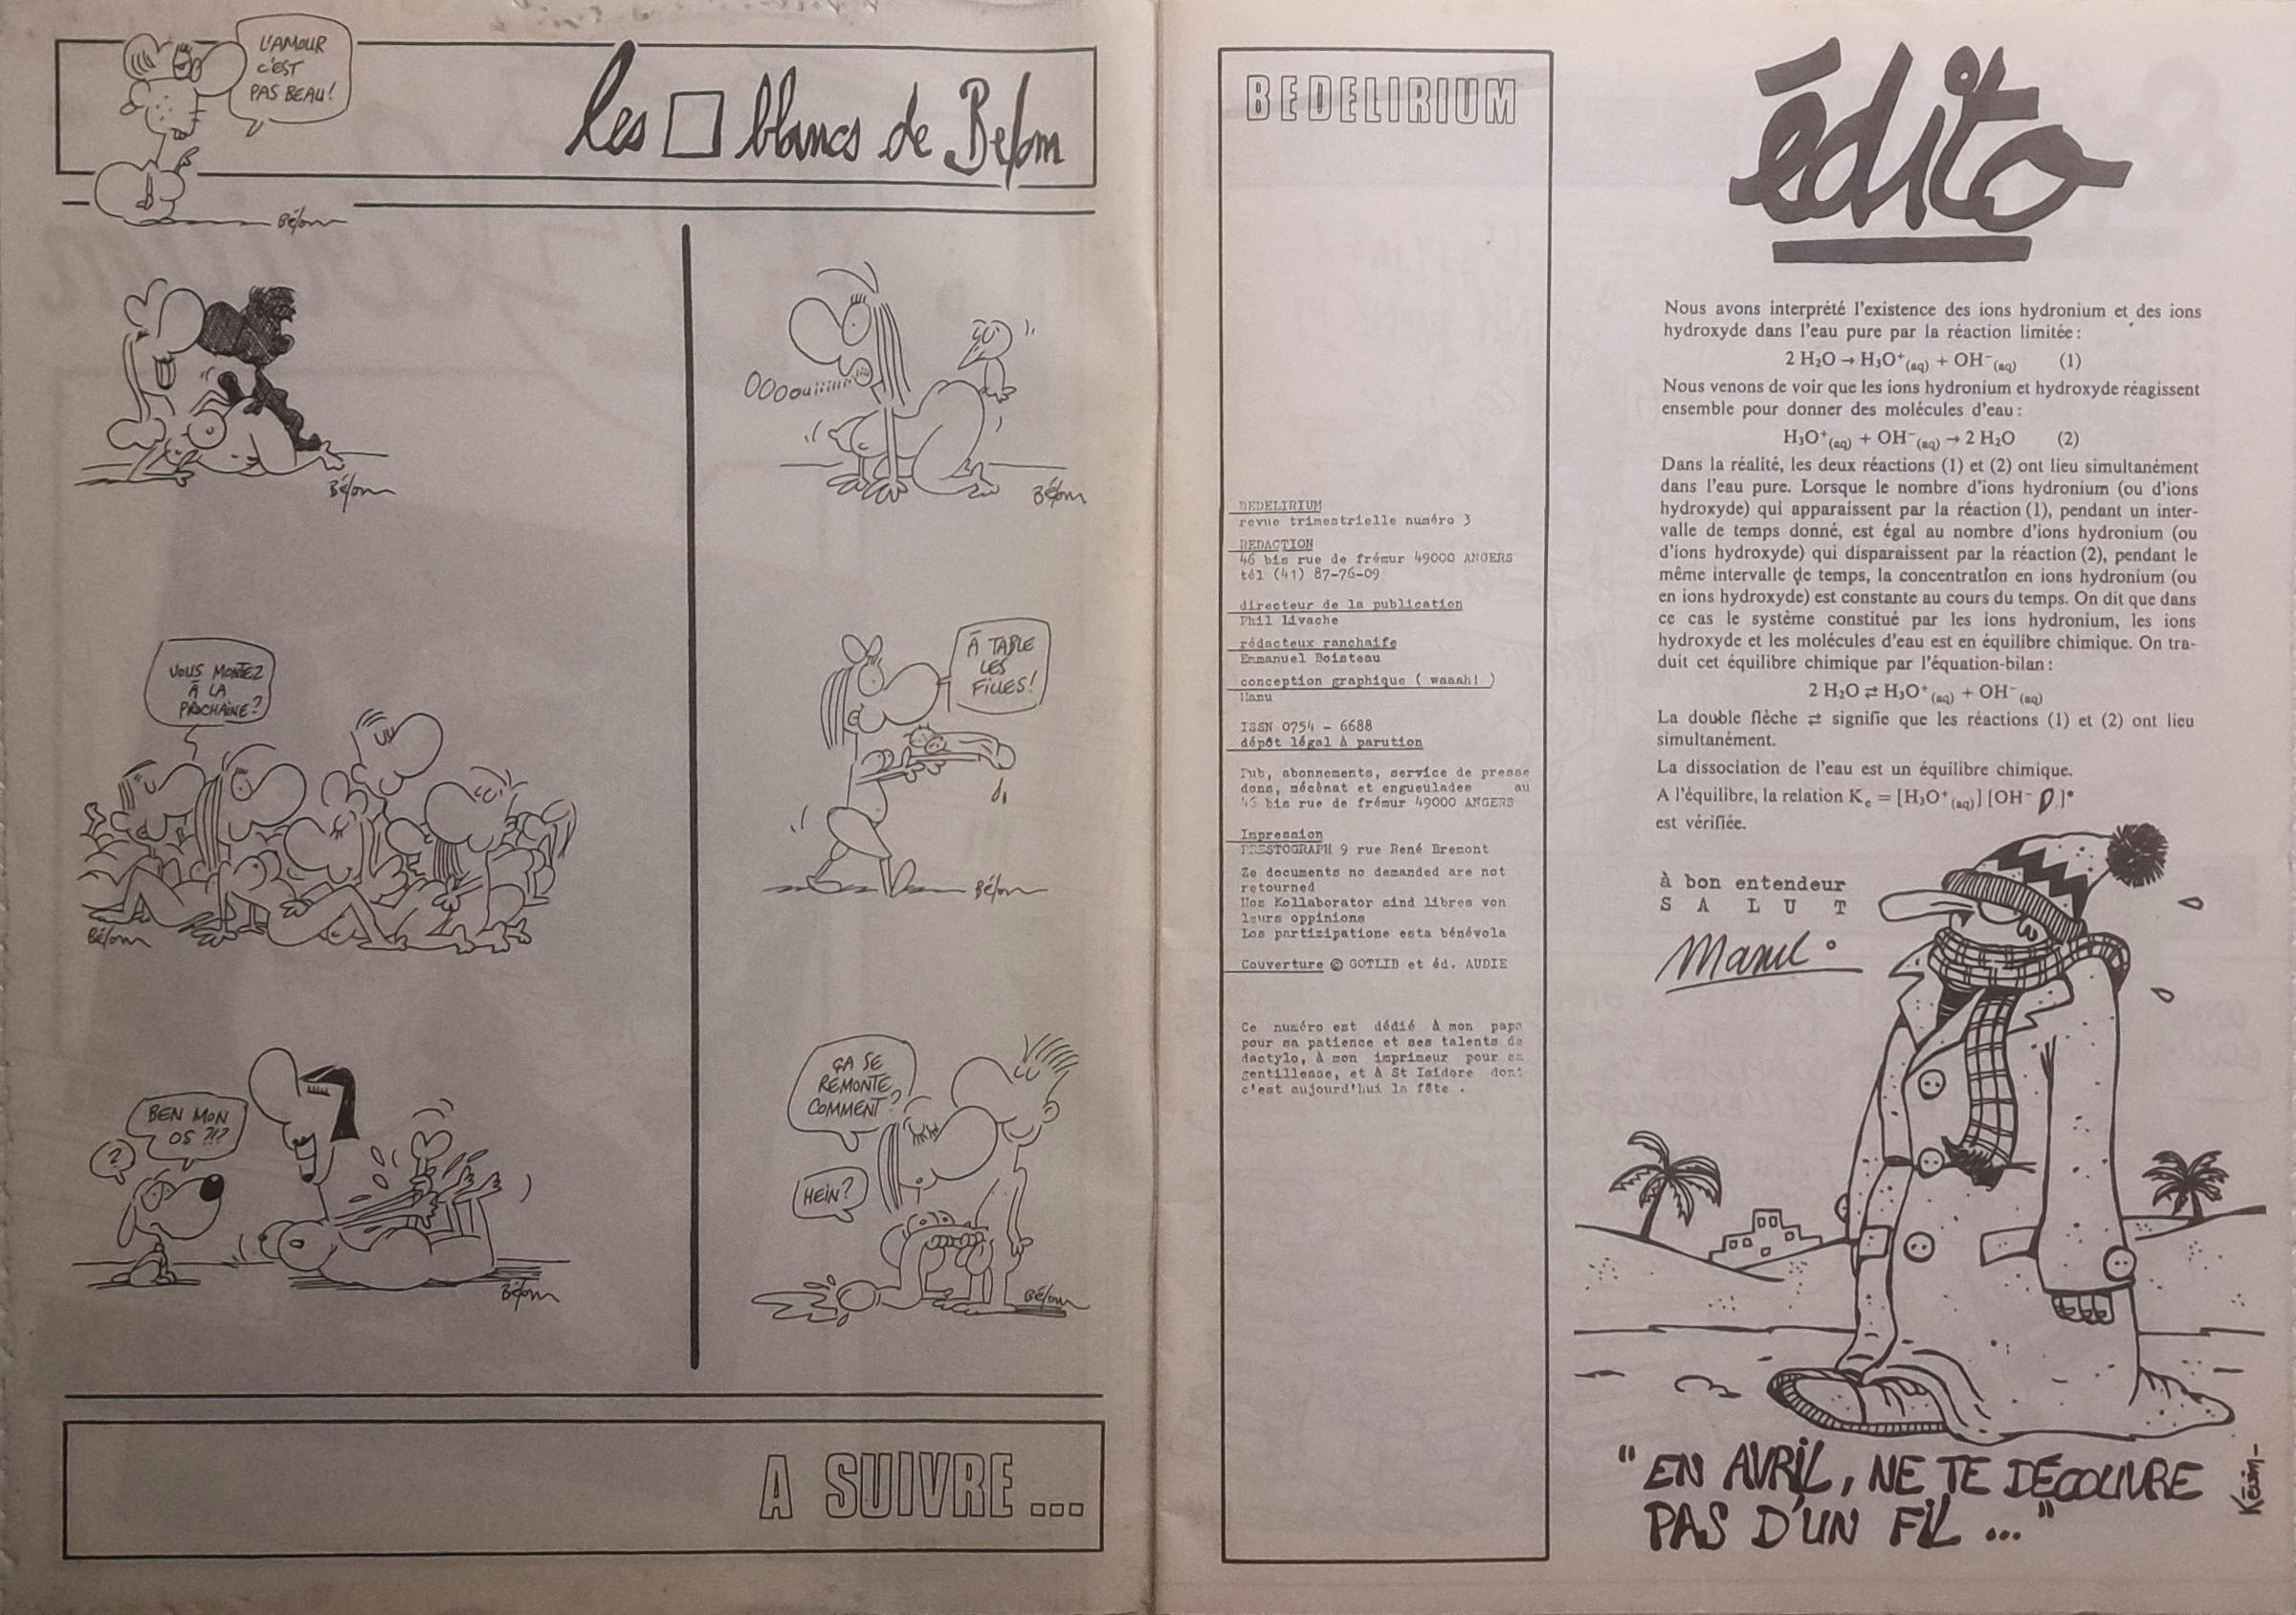 L'AMOUR
C'EST
PAS BEAU!
les □ blancs de Bélom
Bélom
Bélom
OOOouiiiiii
Bélom
VOUS MONTEZ
À LA
PROCHAINE?
Bélom
À TABLE
LES
FILLES!
Bélom
?
BEN MON
OS ?!?
Bélom
ÇA SE
REMONTE
COMMENT?
HEIN?
Bélom
A SUIVRE...
BEDELIRIUM
BEDELIRIUM
revue trimestrielle numéro 3
REDACTION
46 bis rue de frémur 49000 ANGERS
tél (41) 87-76-09
directeur de la publication
Phil Livache
rédacteux ranchaife
Emmanuel Boisteau
conception graphique ( waaah! )
Manu
ISSN 0754 - 6688
dépôt légal à parution
Pub, abonnements, service de presse
dons, mécénat et engueulades au
46 bis rue de frémur 49000 ANGERS
Impression
PRESTOGRAPH 9 rue René Bremont
Ze documents no demanded are not
retourned
Nos Kollaborator sind libres von
leurs oppinions
Los partizipatione esta bénévola
Couverture © GOTLIB et éd. AUDIE
Ce numéro est dédié à mon papa
pour sa patience et ses talents de
dactylo, à mon imprimeur pour sa
gentillesse, et à St Isidore dont
c'est aujourd'hui la fête .
édito
Nous avons interprété l'existence des ions hydronium et des ions
hydroxyde dans l'eau pure par la réaction limitée :
2 H₂O → H₃O⁺(aq) + OH⁻(aq) (1)
Nous venons de voir que les ions hydronium et hydroxyde réagissent
ensemble pour donner des molécules d'eau :
H₃O⁺(aq) + OH⁻(aq) → 2 H₂O (2)
Dans la réalité, les deux réactions (1) et (2) ont lieu simultanément
dans l'eau pure. Lorsque le nombre d'ions hydronium (ou d'ions
hydroxyde) qui apparaissent par la réaction (1), pendant un inter-
valle de temps donné, est égal au nombre d'ions hydronium (ou
d'ions hydroxyde) qui disparaissent par la réaction (2), pendant le
même intervalle de temps, la concentration en ions hydronium (ou
en ions hydroxyde) est constante au cours du temps. On dit que dans
ce cas le système constitué par les ions hydronium, les ions
hydroxyde et les molécules d'eau est en équilibre chimique. On tra-
duit cet équilibre chimique par l'équation-bilan :
2 H₂O ⇄ H₃O⁺(aq) + OH⁻(aq)
La double flèche ⇄ signifie que les réactions (1) et (2) ont lieu
simultanément.
La dissociation de l'eau est un équilibre chimique.
A l'équilibre, la relation Kₑ = [H₃O⁺(aq)] [OH⁻ ]
est vérifiée.
à bon entendeur
S A L U T
Manu
"EN AVRIL, NE TE DÉCOUVRE
PAS D'UN FIL ..."
Kévin